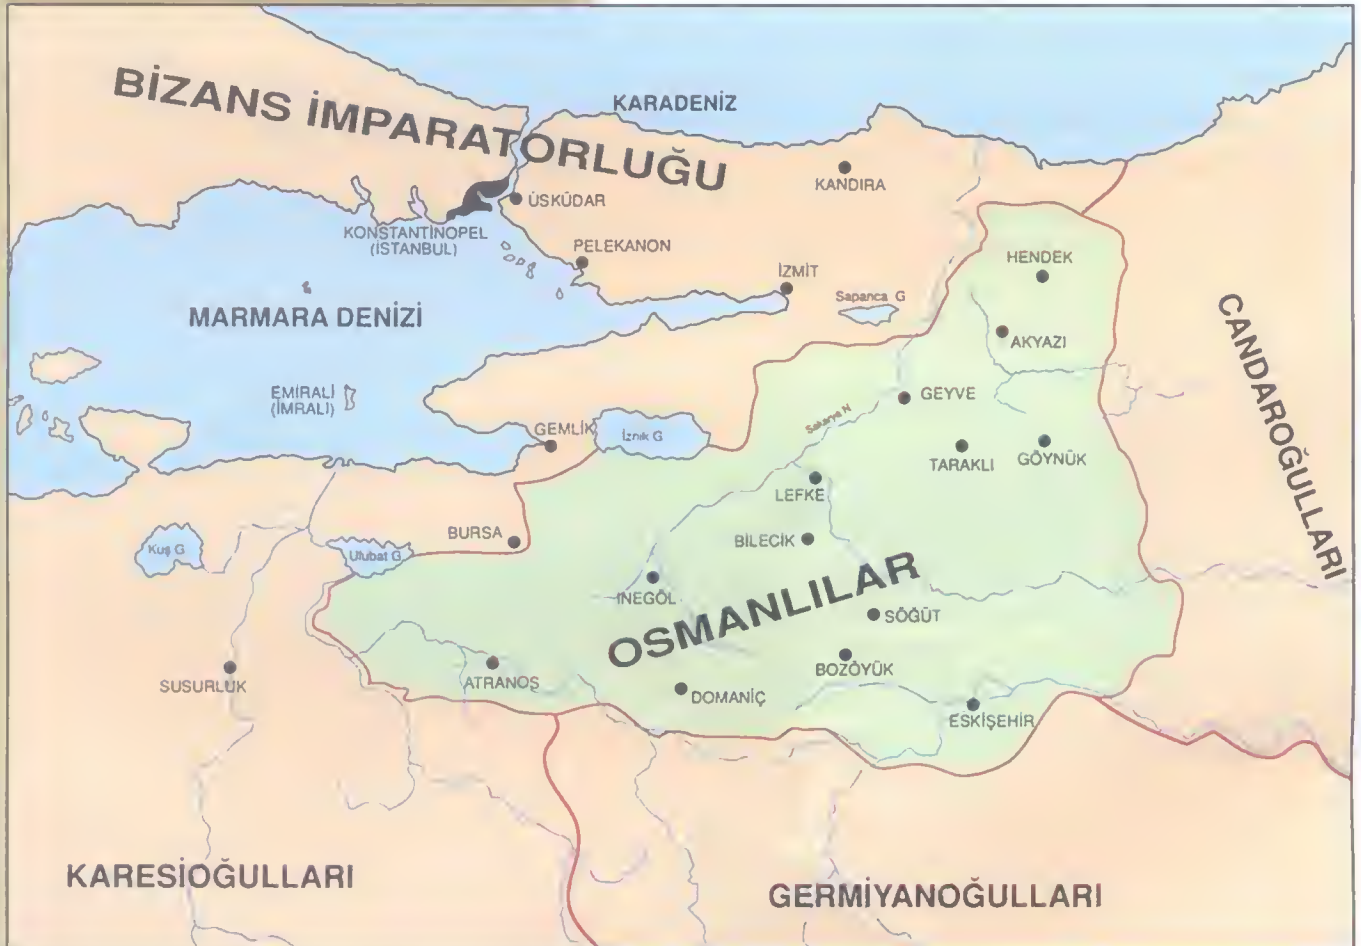 BİZANS İMPARATORLUĞU
KARADENİZ
KANDIRA
ÜSKÜDAR
KONSTANTİNOPEL
(İSTANBUL)
PELEKANON
İZMİT
Sapanca G
HENDEK
MARMARA DENİZİ
AKYAZI
CANDAROĞULLARI
EMİRALİ
(İMRALI)
GEYVE
Sakarya N
GEMLİK
İznik G
TARAKLI
GÖYNÜK
LEFKE
BURSA
BİLECİK
Kuş G
Ulubat G
İNEGÖL
OSMANLILAR
SÖĞÜT
BOZÖYÜK
SUSURLUK
ATRANOŞ
DOMANİÇ
ESKİŞEHİR
KARESİOĞULLARI
GERMİYANOĞULLARI